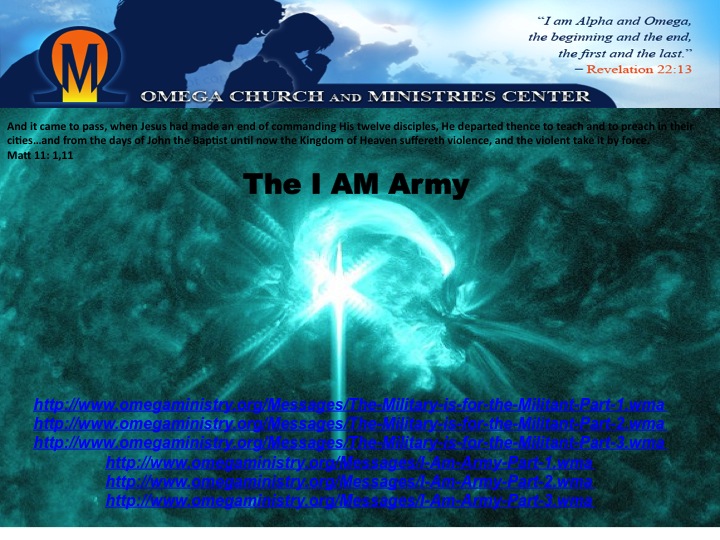 “I am Alpha and Omega,
the beginning and the end,
the first and the last.”
– Revelation 22:13
M
OMEGA CHURCH AND MINISTRIES CENTER
And it came to pass, when Jesus had made an end of commanding His twelve disciples, He departed thence to teach and to preach in their
cities...and from the days of John the Baptist until now the Kingdom of Heaven suffereth violence, and the violent take it by force.
Matt 11: 1,11
The I AM Army
http://www.omegaministry.org/Messages/The-Military-is-for-the-Militant-Part-1.wma
http://www.omegaministry.org/Messages/The-Military-is-for-the-Militant-Part-2.wma
http://www.omegaministry.org/Messages/The-Military-is-for-the-Militant-Part-3.wma
http://www.omegaministry.org/Messages/I-Am-Army-Part-1.wma
http://www.omegaministry.org/Messages/I-Am-Army-Part-2.wma
http://www.omegaministry.org/Messages/I-Am-Army-Part-3.wma